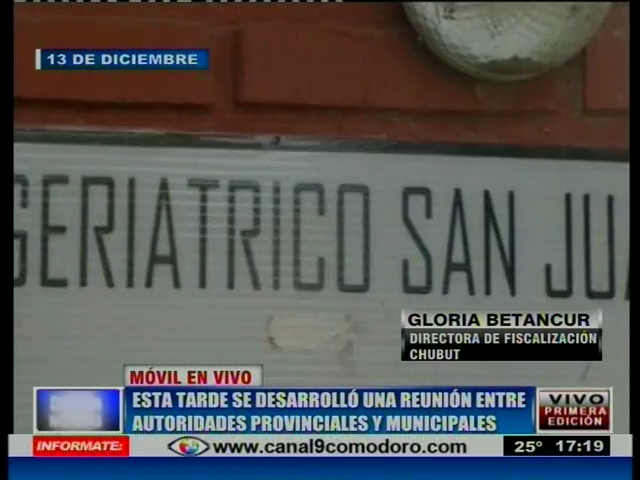 13 DE DICIEMBRE
GERIATRICO SAN JU
GLORIA BETANCUR
DIRECTORA DE FISCALIZACIÓN
CHUBUT
MÓVIL EN VIVO
ESTA TARDE SE DESARROLLÓ UNA REUNIÓN ENTRE
AUTORIDADES PROVINCIALES Y MUNICIPALES
VIVO
PRIMERA
EDICIÓN
INFORMATE: www.canal9comodoro.com 25° 17:19